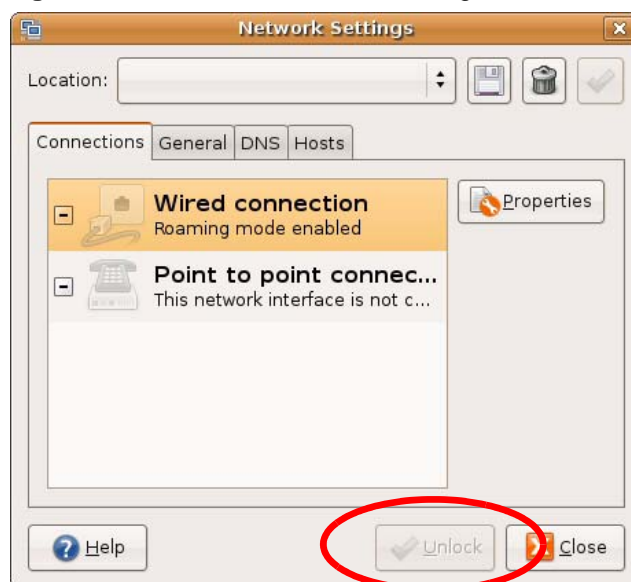 Network Settings
Location:
Connections General DNS Hosts
Wired connection
Roaming mode enabled
Properties
Point to point connec...
This network interface is not c...
Help Unlock Close